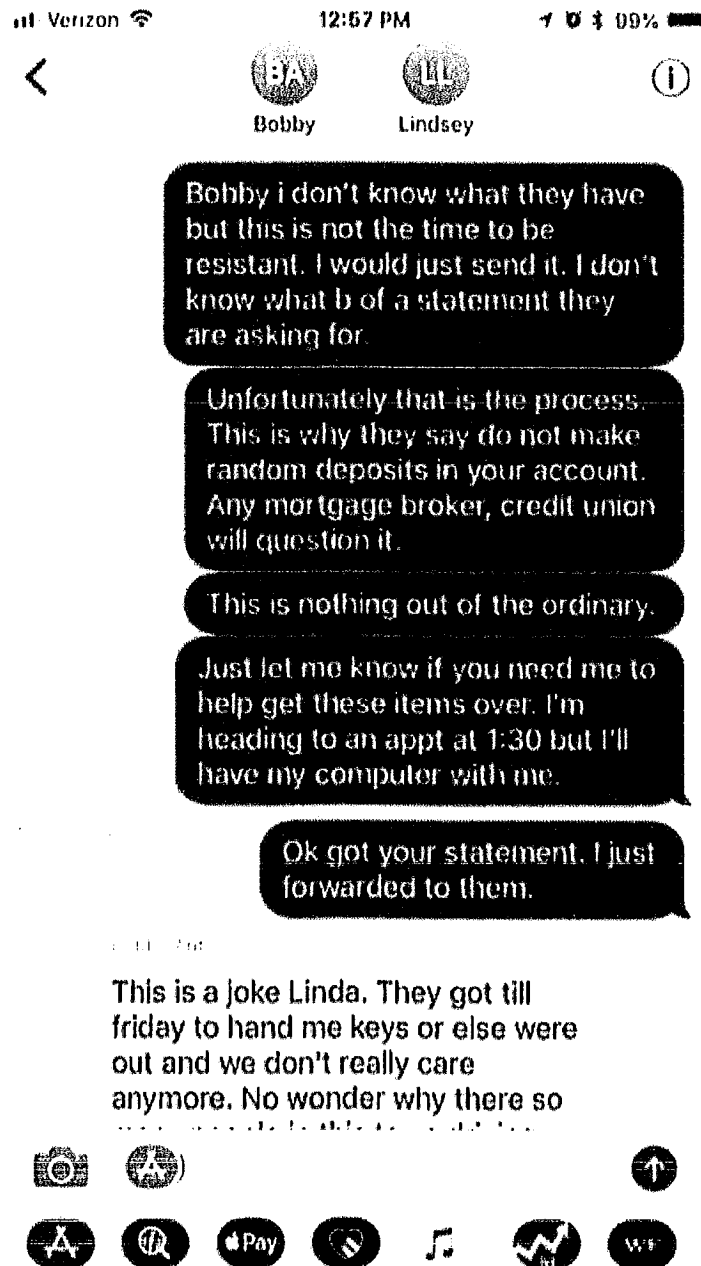 Verizon 12:57 PM 99%
BA LL
Bobby Lindsey
Bobby i don't know what they have
but this is not the time to be
resistant. I would just send it. I don't
know what b of a statement they
are asking for.
Unfortunately that is the process.
This is why they say do not make
random deposits in your account.
Any mortgage broker, credit union
will question it.
This is nothing out of the ordinary.
Just let me know if you need me to
help get these items over. I'm
heading to an appt at 1:30 but I'll
have my computer with me.
Ok got your statement. I just
forwarded to them.
This is a joke Linda. They got till
friday to hand me keys or else were
out and we don't really care
anymore. No wonder why there so
Pay